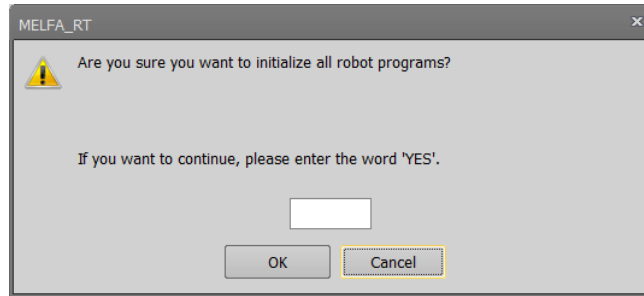 MELFA_RT
Are you sure you want to initialize all robot programs?
If you want to continue, please enter the word 'YES'.
OK
Cancel